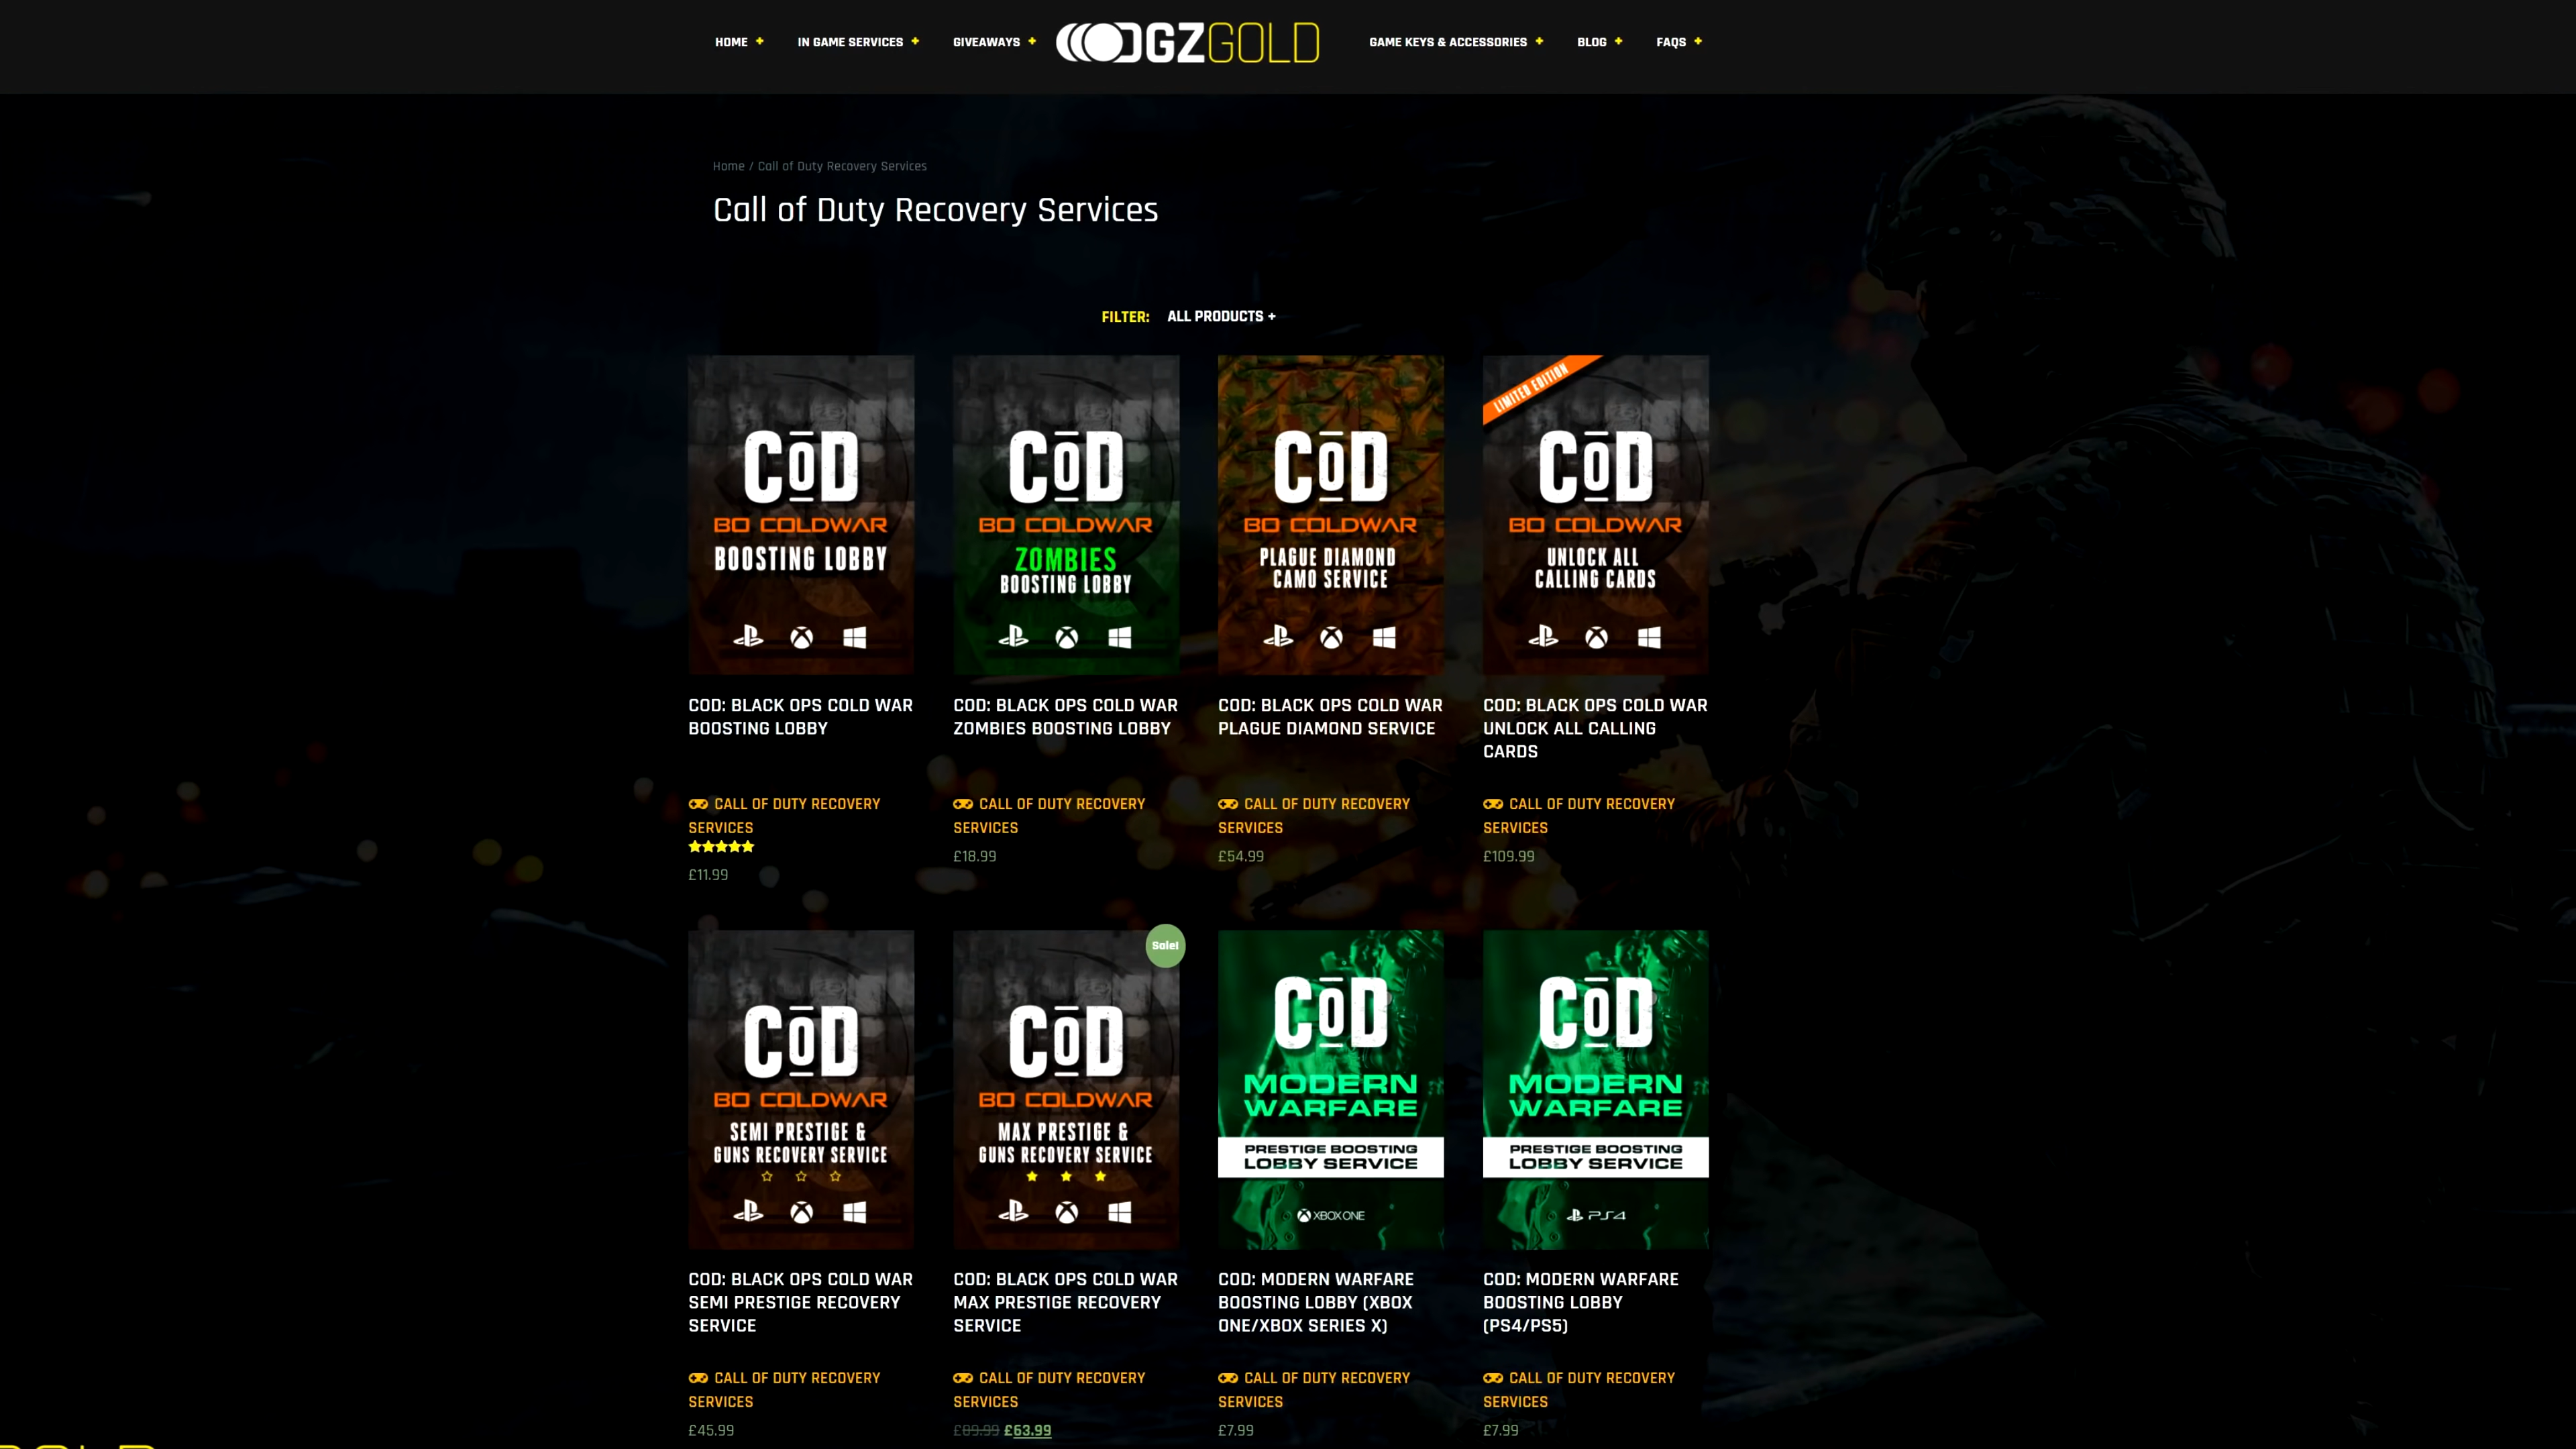 HOME +
IN GAME SERVICES +
GIVEAWAYS +
DGZGOLD
GAME KEYS & ACCESSORIES +
BLOG +
FAQS +
Home / Call of Duty Recovery Services
Call of Duty Recovery Services
FILTER: ALL PRODUCTS +
COD
BO COLDWAR
BOOSTING LOBBY
COD
BO COLDWAR
ZOMBIES
BOOSTING LOBBY
COD
BO COLDWAR
PLAGUE DIAMOND
CAMO SERVICE
LIMITED EDITION
COD
BO COLDWAR
UNLOCK ALL
CALLING CARDS
COD: BLACK OPS COLD WAR
BOOSTING LOBBY
CALL OF DUTY RECOVERY
SERVICES
£11.99
COD: BLACK OPS COLD WAR
ZOMBIES BOOSTING LOBBY
CALL OF DUTY RECOVERY
SERVICES
£18.99
COD: BLACK OPS COLD WAR
PLAGUE DIAMOND SERVICE
CALL OF DUTY RECOVERY
SERVICES
£54.99
COD: BLACK OPS COLD WAR
UNLOCK ALL CALLING
CARDS
CALL OF DUTY RECOVERY
SERVICES
£109.99
COD
BO COLDWAR
SEMI PRESTIGE &
GUNS RECOVERY SERVICE
Sale!
COD
BO COLDWAR
MAX PRESTIGE &
GUNS RECOVERY SERVICE
COD
MODERN
WARFARE
PRESTIGE BOOSTING
LOBBY SERVICE
XBOX ONE
COD
MODERN
WARFARE
PRESTIGE BOOSTING
LOBBY SERVICE
PS4
COD: BLACK OPS COLD WAR
SEMI PRESTIGE RECOVERY
SERVICE
CALL OF DUTY RECOVERY
SERVICES
£45.99
COD: BLACK OPS COLD WAR
MAX PRESTIGE RECOVERY
SERVICE
CALL OF DUTY RECOVERY
SERVICES
£63.99
COD: MODERN WARFARE
BOOSTING LOBBY (XBOX
ONE/XBOX SERIES X)
CALL OF DUTY RECOVERY
SERVICES
£7.99
COD: MODERN WARFARE
BOOSTING LOBBY
(PS4/PS5)
CALL OF DUTY RECOVERY
SERVICES
£7.99